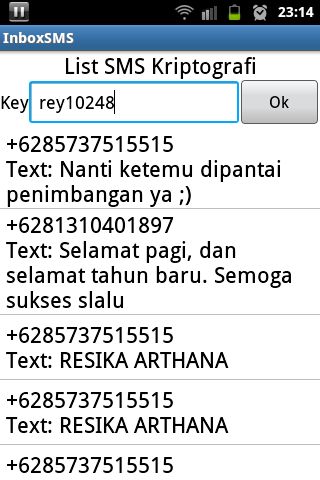 23:14
InboxSMS
List SMS Kriptografi
Key rey10248 Ok
+6285737515515
Text: Nanti ketemu dipantai
penimbangan ya ;)
+6281310401897
Text: Selamat pagi, dan
selamat tahun baru. Semoga
sukses slalu
+6285737515515
Text: RESIKA ARTHANA
+6285737515515
Text: RESIKA ARTHANA
+6285737515515